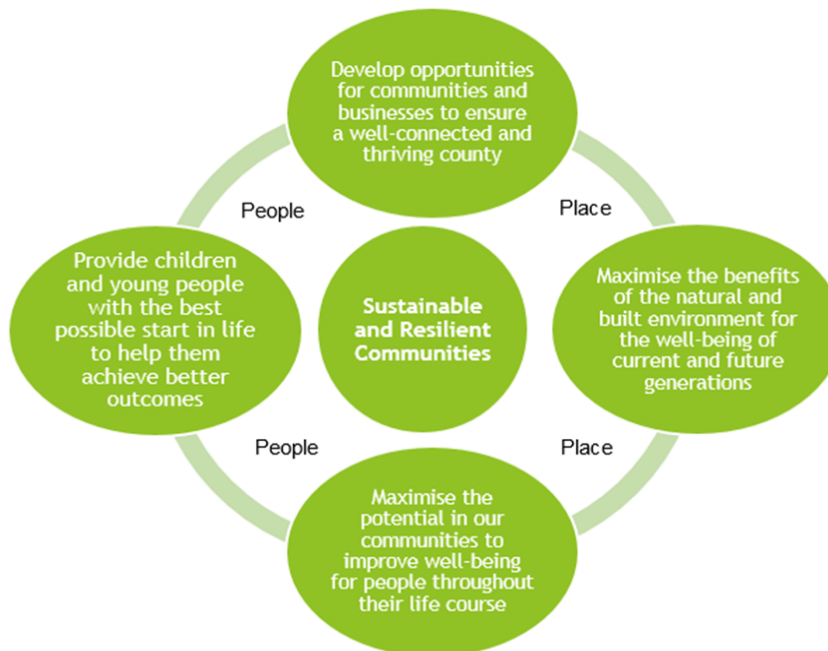 Develop opportunities
for communities and
businesses to ensure
a well-connected and
thriving county
People
Place
Provide children
and young people
with the best
possible start in life
to help them
achieve better
outcomes
Sustainable
and Resilient
Communities
Maximise the benefits
of the natural and
built environment for
the well-being of
current and future
generations
People
Place
Maximise the
potential in our
communities to
improve well-being
for people throughout
their life course